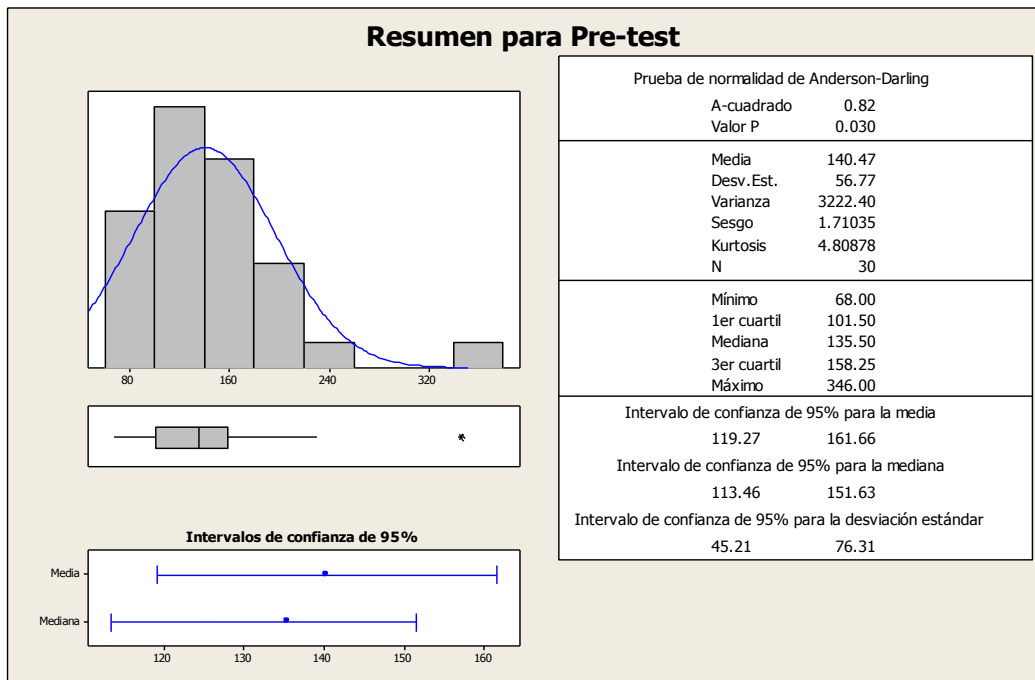 Resumen para Pre-test
80 160 240 320
Intervalos de confianza de 95%
Media
Mediana
120 130 140 150 160
Prueba de normalidad de Anderson-Darling
A-cuadrado 0.82
Valor P 0.030
Media 140.47
Desv.Est. 56.77
Varianza 3222.40
Sesgo 1.71035
Kurtosis 4.80878
N 30
Mínimo 68.00
1er cuartil 101.50
Mediana 135.50
3er cuartil 158.25
Máximo 346.00
Intervalo de confianza de 95% para la media
119.27 161.66
Intervalo de confianza de 95% para la mediana
113.46 151.63
Intervalo de confianza de 95% para la desviación estándar
45.21 76.31